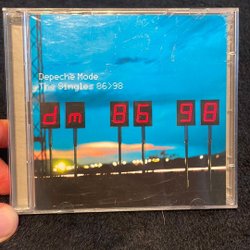 Depeche Mode
The Singles 86>98
dm 86 98